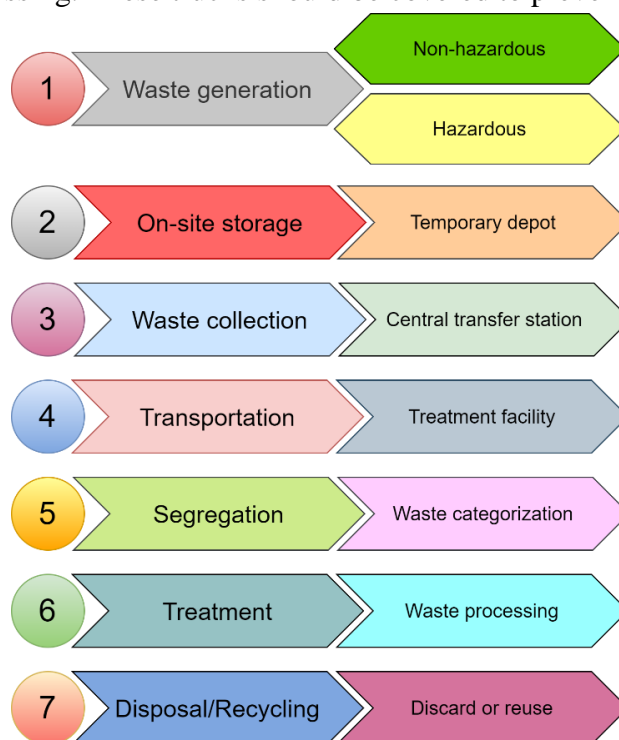 1
Waste generation
Non-hazardous
Hazardous
2
On-site storage
Temporary depot
3
Waste collection
Central transfer station
4
Transportation
Treatment facility
5
Segregation
Waste categorization
6
Treatment
Waste processing
7
Disposal/Recycling
Discard or reuse